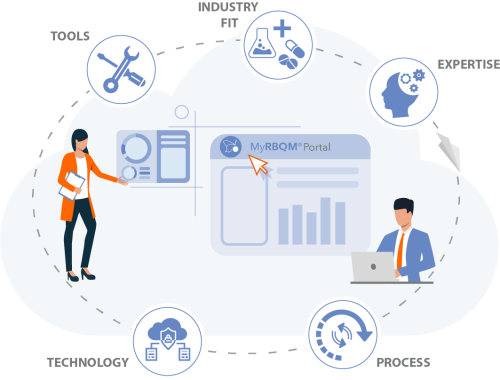 INDUSTRY
FIT
TOOLS
EXPERTISE
MyRBQM® Portal
TECHNOLOGY
PROCESS